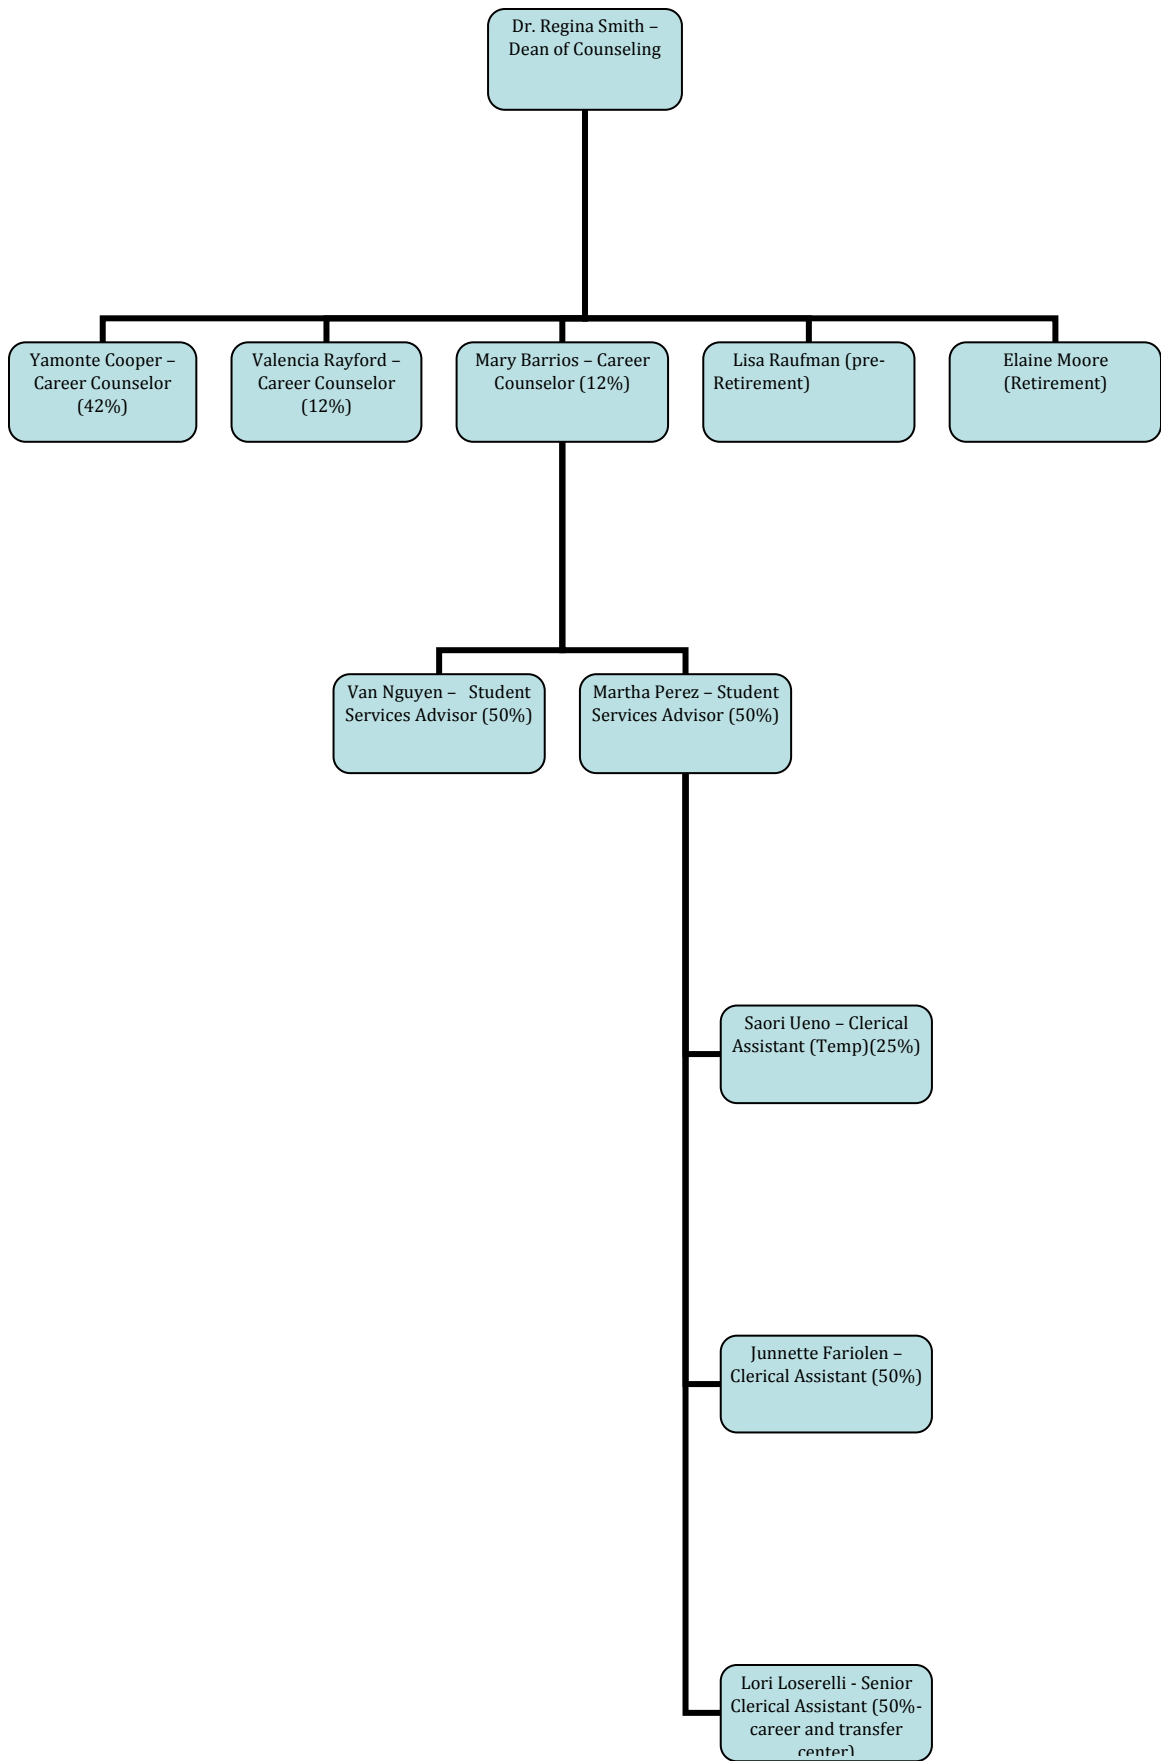 Dr. Regina Smith –
Dean of Counseling
Yamonte Cooper –
Career Counselor
(42%)
Valencia Rayford –
Career Counselor
(12%)
Mary Barrios – Career
Counselor (12%)
Lisa Raufman (pre-
Retirement)
Elaine Moore
(Retirement)
Van Nguyen –   Student
Services Advisor (50%)
Martha Perez – Student
Services Advisor (50%)
Saori Ueno – Clerical
Assistant (Temp)(25%)
Junnette Fariolen –
Clerical Assistant (50%)
Lori Loserelli - Senior
Clerical Assistant (50%-
career and transfer
center)